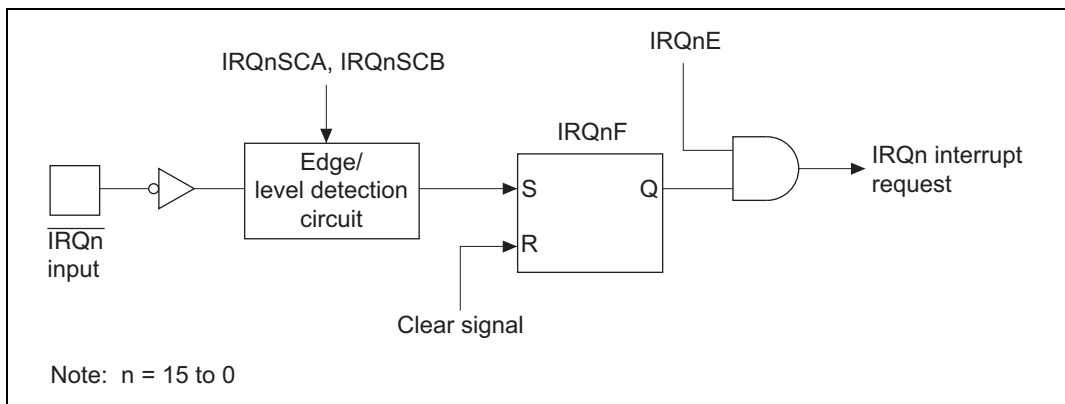 IRQnE
IRQnSCA, IRQnSCB
IRQnF
Edge/
level detection
circuit
S
Q
R
IRQn interrupt
request
IRQn
input
Clear signal
Note: n = 15 to 0